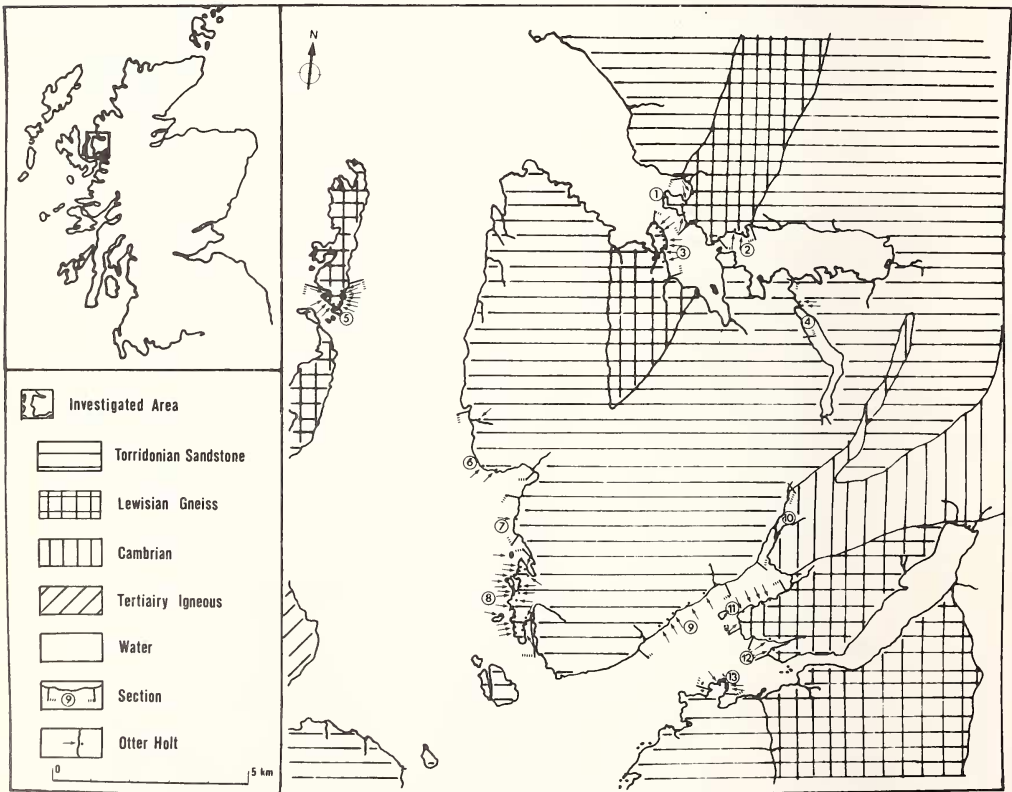 N
Investigated Area
Torridonian Sandstone
Lewisian Gneiss
Cambrian
Tertiairy Igneous
Water
9 Section
Otter Holt
0 5 km
1
2
3
4
5
6
7
8
9
10
11
12
13